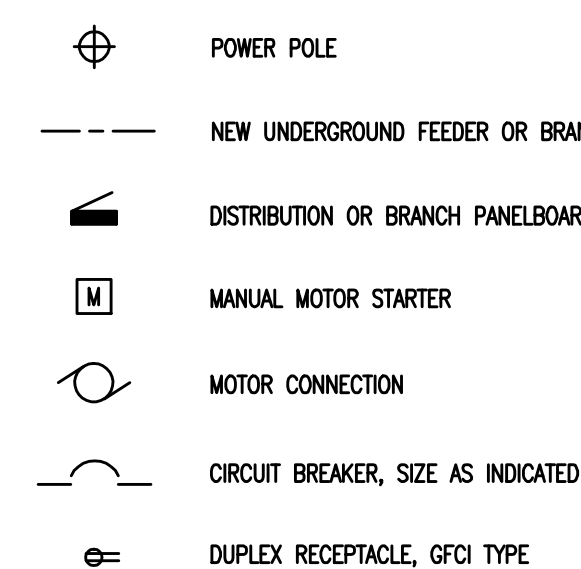 POWER POLE
NEW UNDERGROUND FEEDER OR
DISTRIBUTION OR BRANCH
M MANUAL MOTOR STARTER
MOTOR CONNECTION
CIRCUIT BREAKER, SIZE AS INDICATED
DUPLEX RECEPTACLE, GFCI TYPE